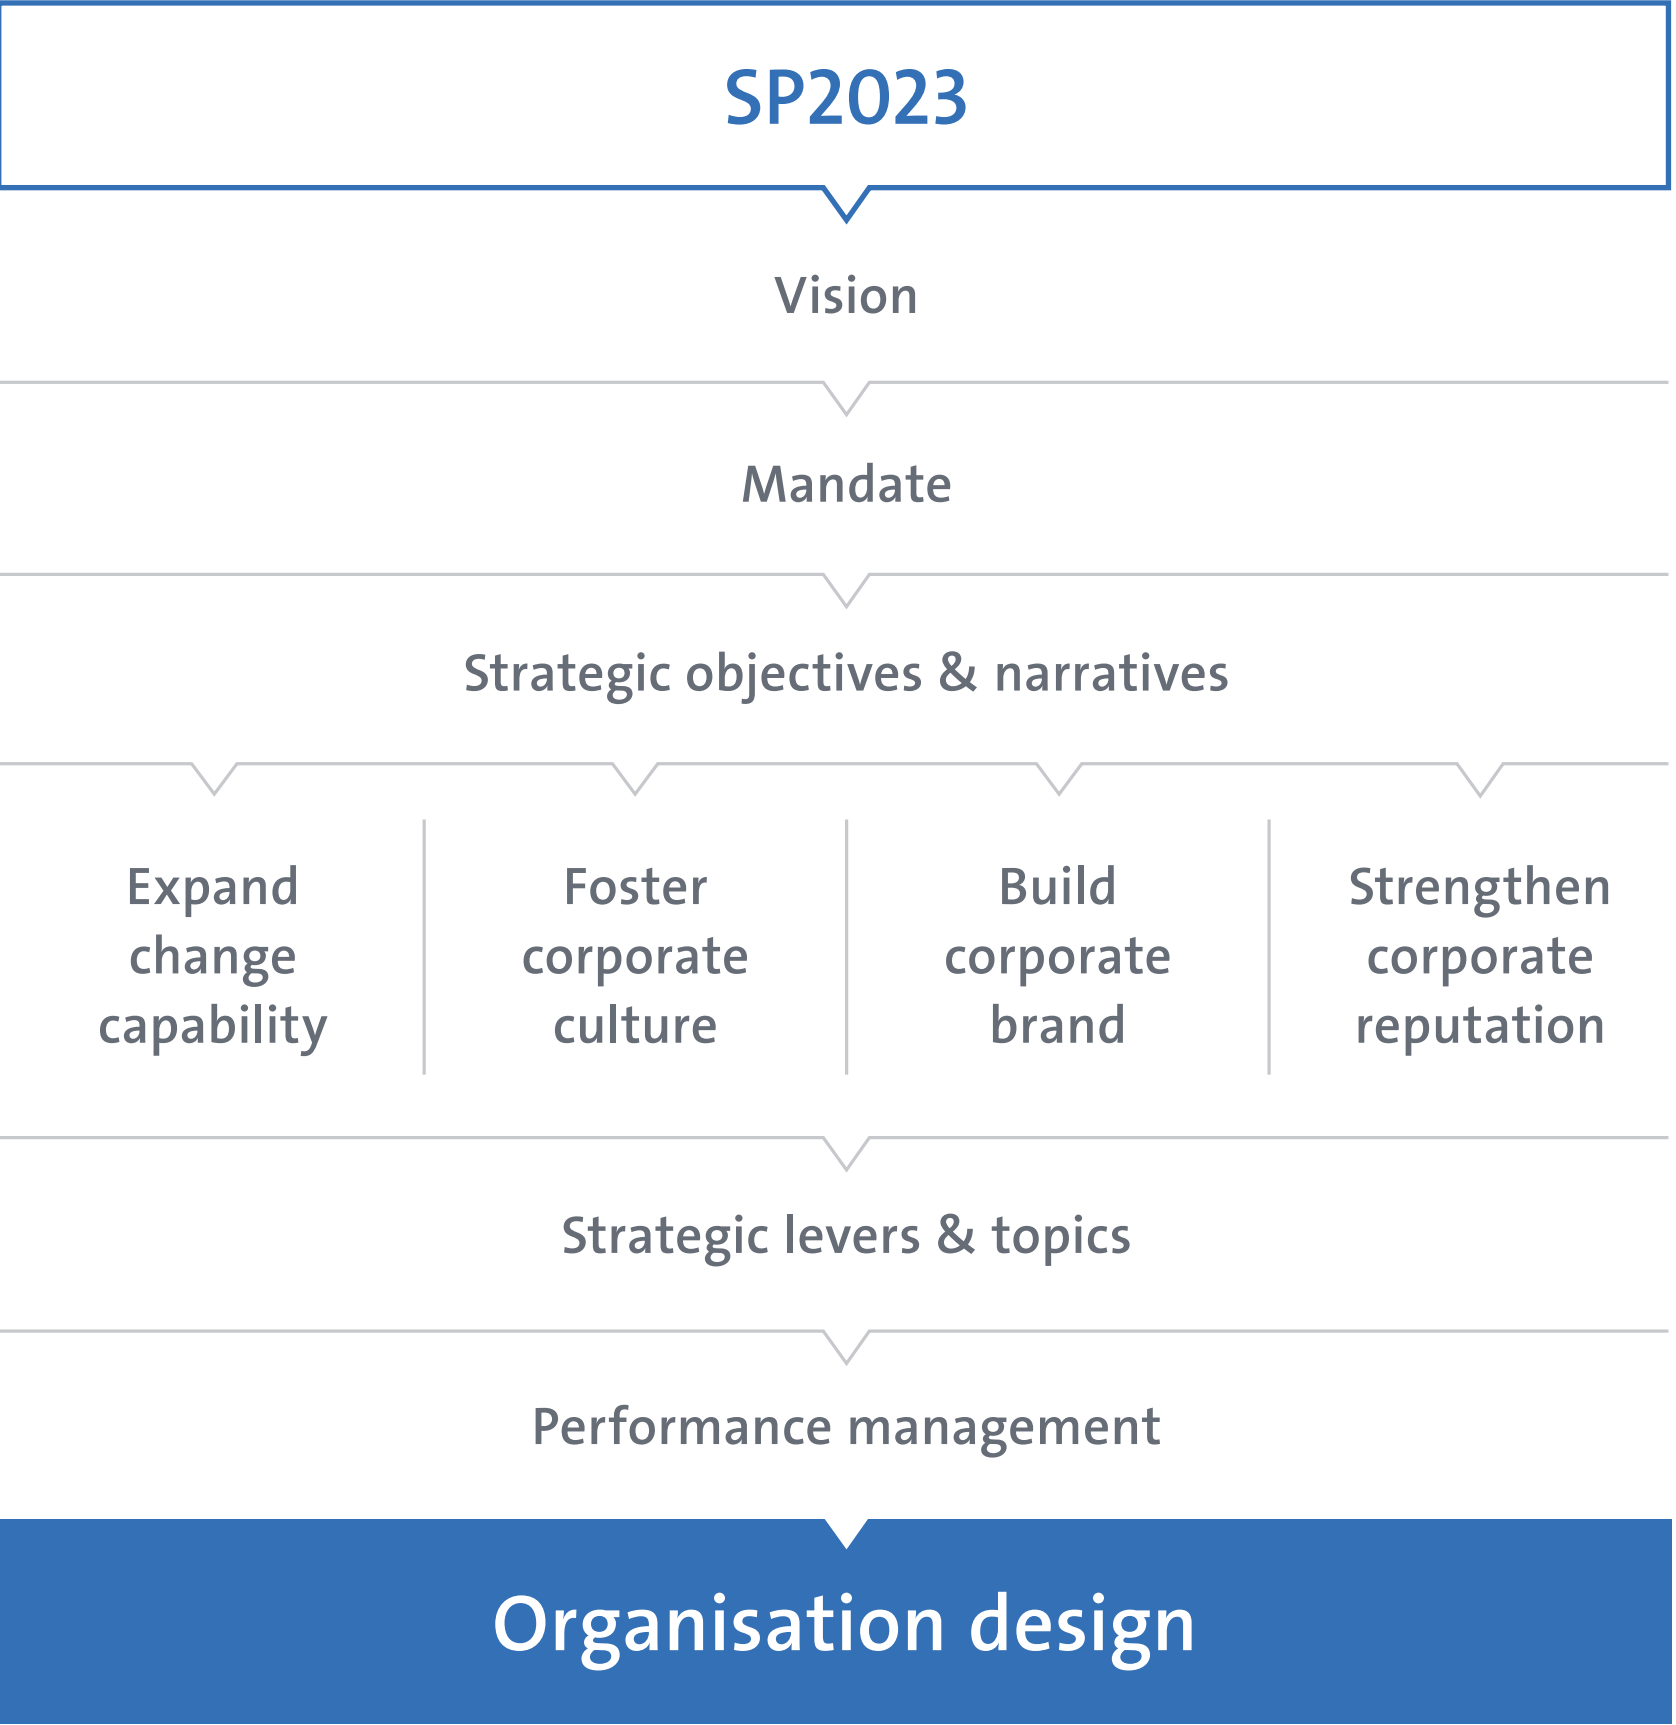 SP2023
Vision
Mandate
Strategic objectives & narratives
Expand
change
capability
Foster
corporate
culture
Build
corporate
brand
Strengthen
corporate
reputation
Strategic levers & topics
Performance management
Organisation design